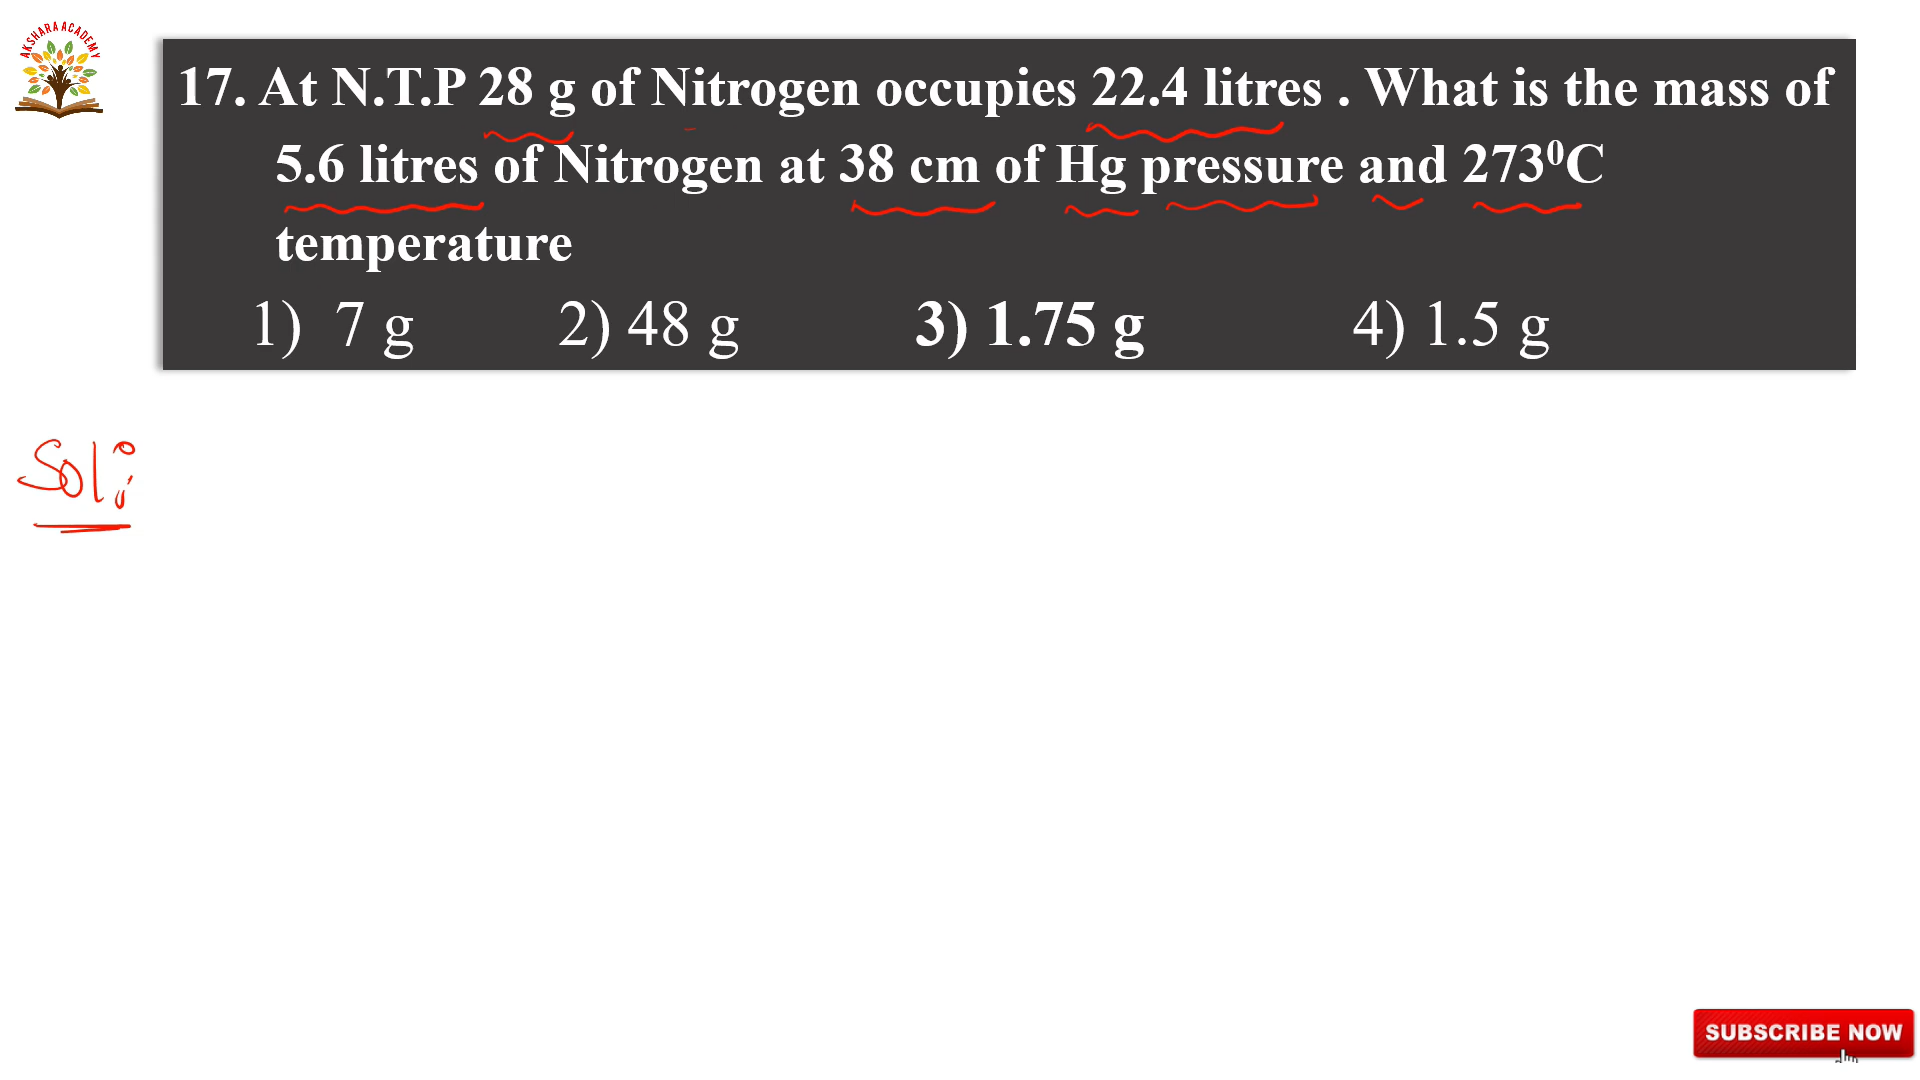 AKSHARA ACADEMY
17. At N.T.P 28 g of Nitrogen occupies 22.4 litres . What is the mass of
5.6 litres of Nitrogen at 38 cm of Hg pressure and 273⁰C
temperature
1) 7 g 2) 48 g 3) 1.75 g 4) 1.5 g
Sol:
SUBSCRIBE NOW